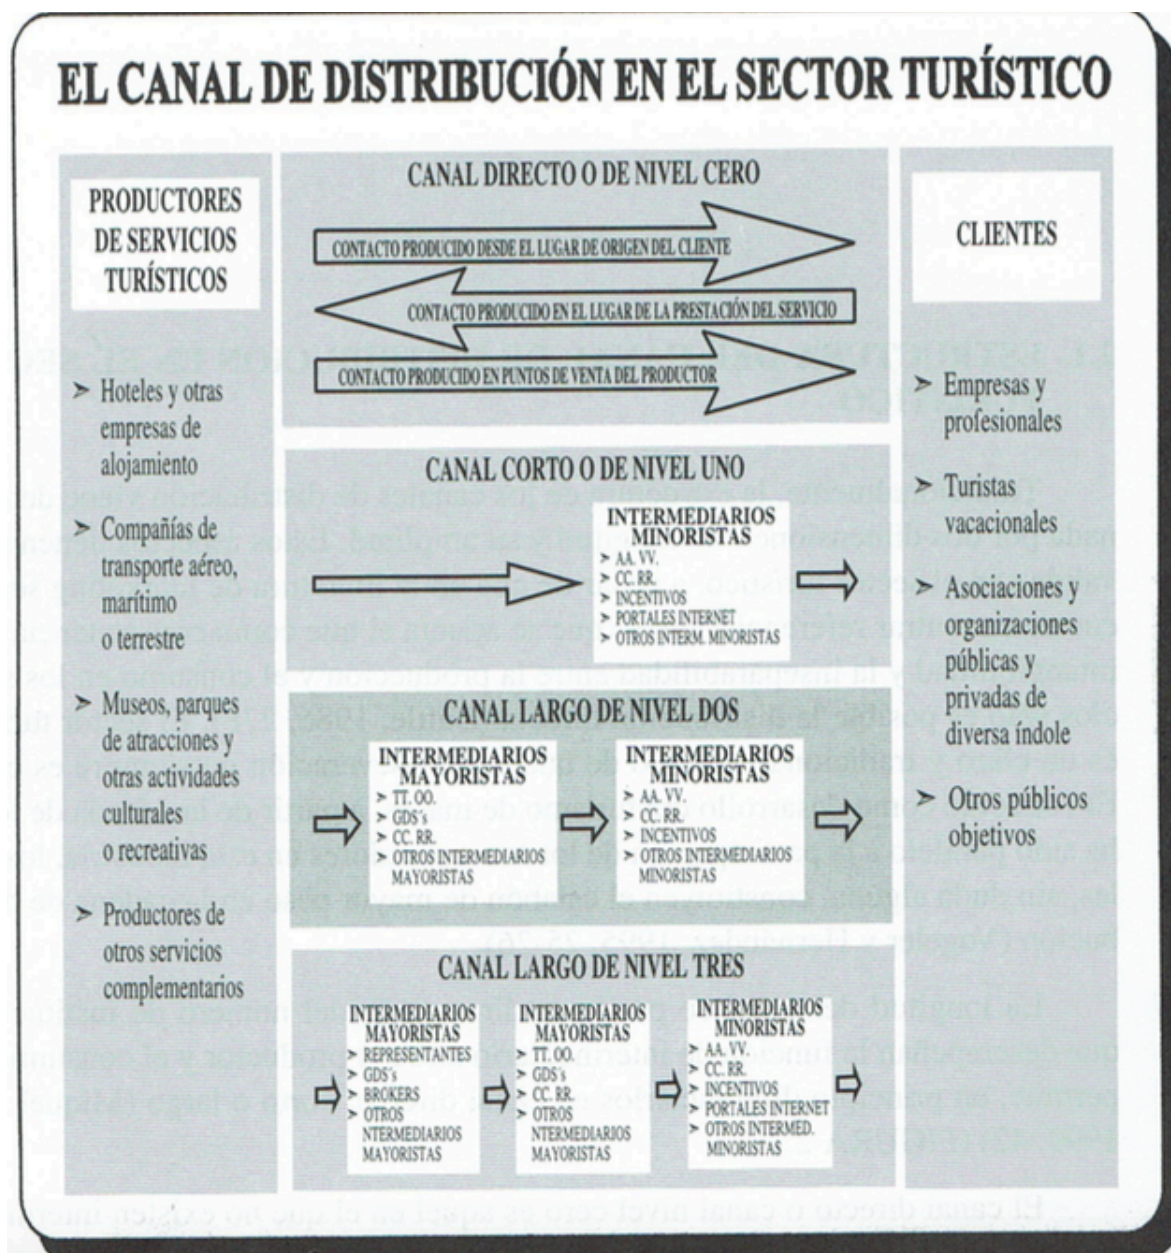 EL CANAL DE DISTRIBUCIÓN EN EL SECTOR TURÍSTICO
PRODUCTORES
DE SERVICIOS
TURÍSTICOS
➤ Hoteles y otras
empresas de
alojamiento
➤ Compañías de
transporte aéreo,
marítimo
o terrestre
➤ Museos, parques
de atracciones y
otras actividades
culturales
o recreativas
➤ Productores de
otros servicios
complementarios
CANAL DIRECTO O DE NIVEL CERO
CONTACTO PRODUCIDO DESDE EL LUGAR DE ORIGEN DEL CLIENTE
CONTACTO PRODUCIDO EN EL LUGAR DE LA PRESTACIÓN DEL SERVICIO
CONTACTO PRODUCIDO EN PUNTOS DE VENTA DEL PRODUCTOR
CANAL CORTO O DE NIVEL UNO
INTERMEDIARIOS
MINORISTAS
➤ AA. VV.
➤ CC. RR.
➤ INCENTIVOS
➤ PORTALES INTERNET
➤ OTROS INTERM. MINORISTAS
CANAL LARGO DE NIVEL DOS
INTERMEDIARIOS
MAYORISTAS
➤ TT. OO.
➤ GDS´s
➤ CC. RR.
➤ OTROS INTERMEDIARIOS
MAYORISTAS
INTERMEDIARIOS
MINORISTAS
➤ AA. VV.
➤ CC. RR.
➤ INCENTIVOS
➤ OTROS INTERMEDIARIOS
MINORISTAS
CANAL LARGO DE NIVEL TRES
INTERMEDIARIOS
MAYORISTAS
➤ REPRESENTANTES
➤ GDS´s
➤ BROKERS
➤ OTROS
NTERMEDIARIOS
MAYORISTAS
INTERMEDIARIOS
MAYORISTAS
➤ TT. OO.
➤ GDS´s
➤ CC. RR.
➤ OTROS
NTERMEDIARIOS
MAYORISTAS
INTERMEDIARIOS
MINORISTAS
➤ AA. VV.
➤ CC. RR.
➤ INCENTIVOS
➤ PORTALES INTERNET
➤ OTROS INTERMED.
MINORISTAS
CLIENTES
➤ Empresas y
profesionales
➤ Turistas
vacacionales
➤ Asociaciones y
organizaciones
públicas y
privadas de
diversa índole
➤ Otros públicos
objetivos